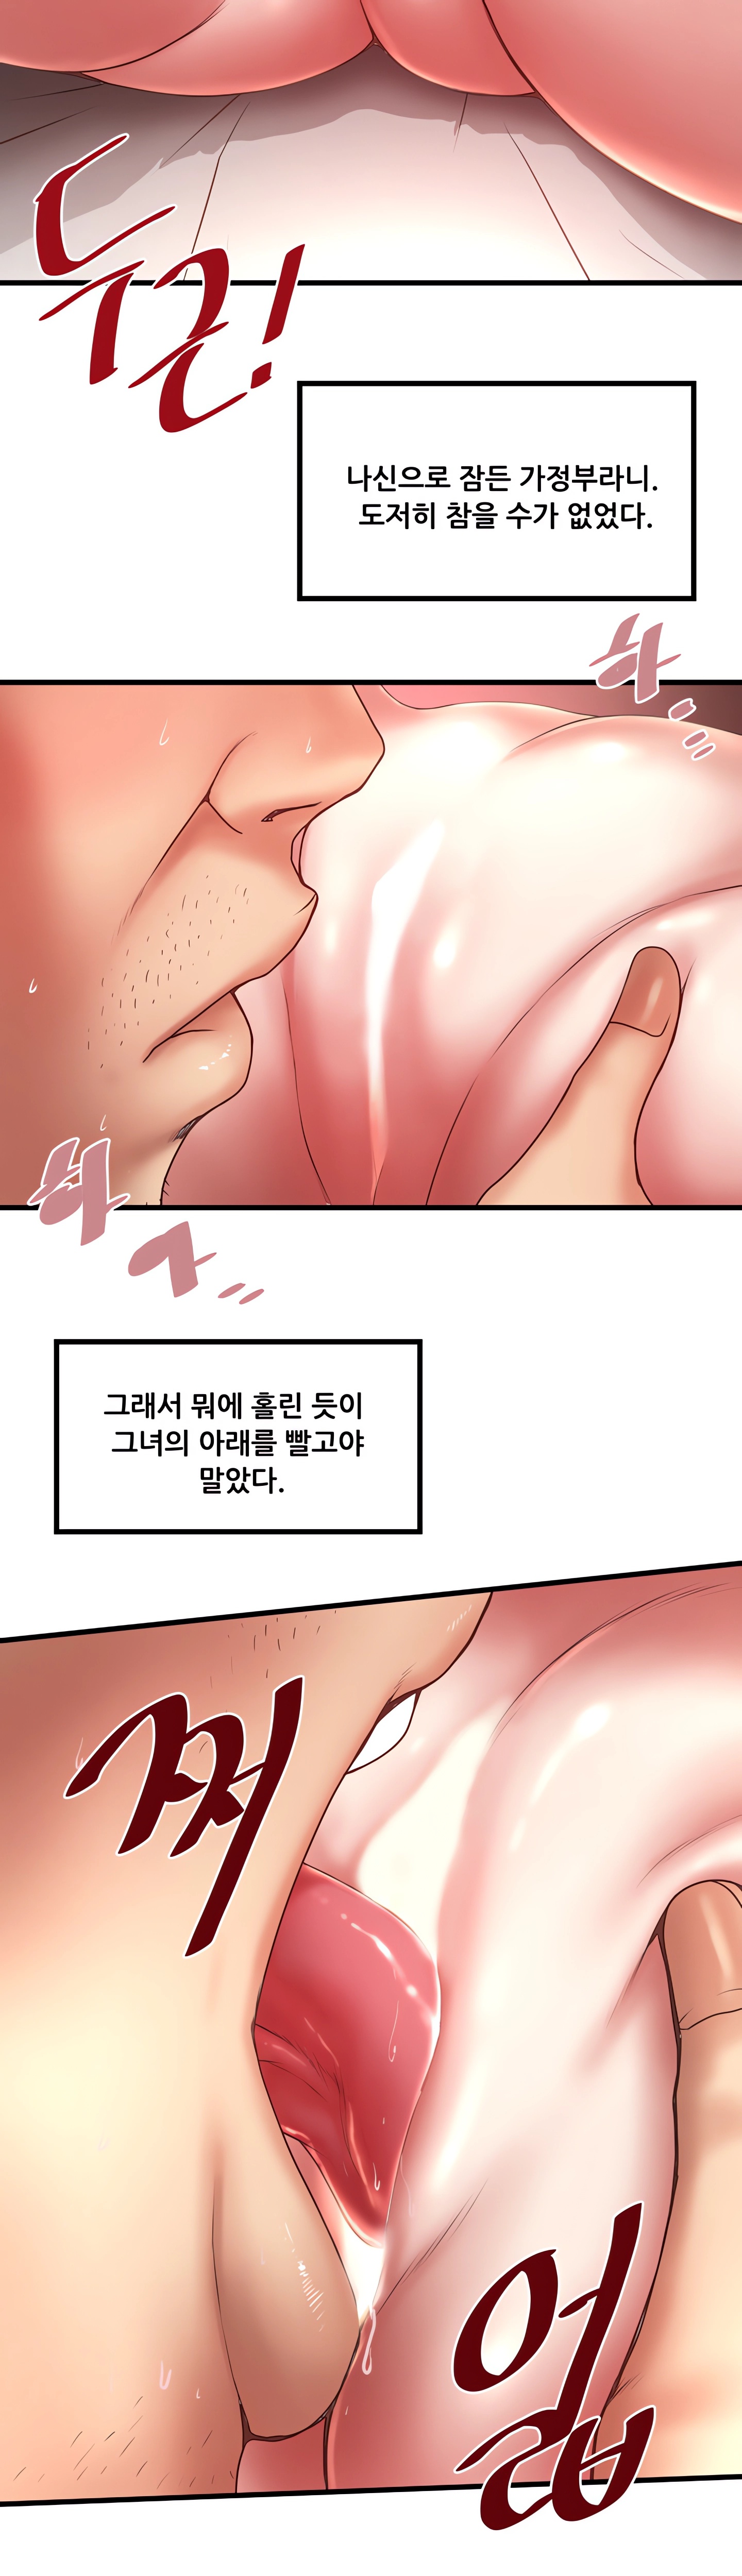 두근!
나신으로 잠든 가정부라니.
도저히 참을 수가 없었다.
하..
하
아..
그래서 뭐에 홀린 듯이
그녀의 아래를 빨고야
말았다.
쩌
업